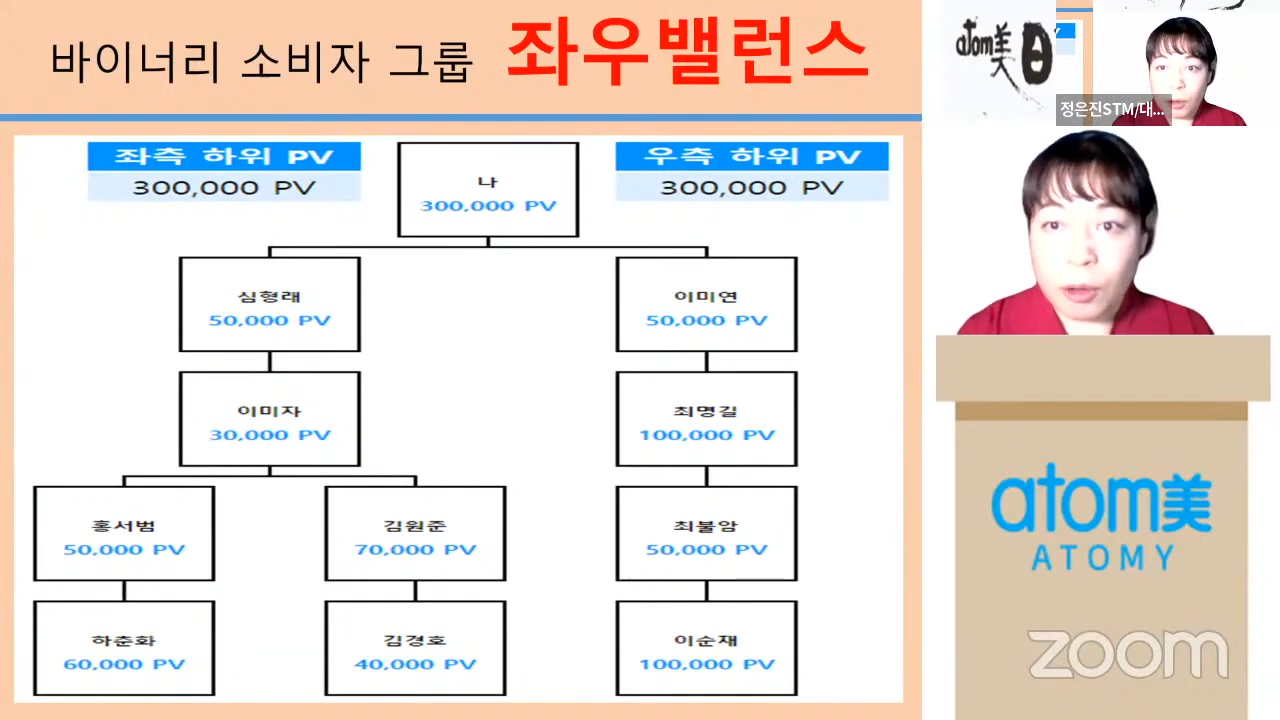 바이너리 소비자 그룹 좌우밸런스
좌측 하위 PV
300,000 PV
나
300,000 PV
우측 하위 PV
300,000 PV
심형래
50,000 PV
이미연
50,000 PV
이미자
30,000 PV
최명길
100,000 PV
홍서범
50,000 PV
김원준
70,000 PV
최불암
50,000 PV
하춘화
60,000 PV
김경호
40,000 PV
이순재
100,000 PV
atom美
정은진STM/대...
atom美
ATOMY
zoom